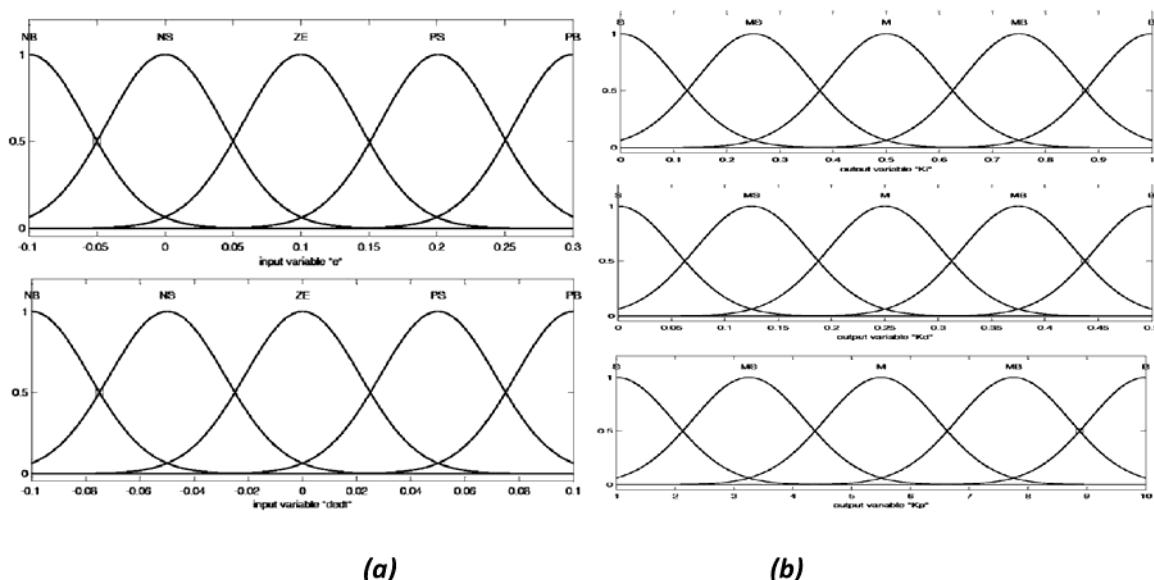 NB NS ZE PS PB
1
0.5
0
-0.1 -0.05 0 0.05 0.1 0.15 0.2 0.25 0.3
input variable "e"
NB NS ZE PS PB
1
0.5
0
-0.1 -0.08 -0.06 -0.04 -0.02 0 0.02 0.04 0.06 0.08 0.1
input variable "dedt"
(a)
S MS M MB B
1
0.5
0
0 0.1 0.2 0.3 0.4 0.5 0.6 0.7 0.8 0.9 1
output variable "Ki"
S MS M MB B
1
0.5
0
0 0.05 0.1 0.15 0.2 0.25 0.3 0.35 0.4 0.45 0.5
output variable "Kd"
S MS M MB B
1
0.5
0
1 2 3 4 5 6 7 8 9 10
output variable "Kp"
(b)